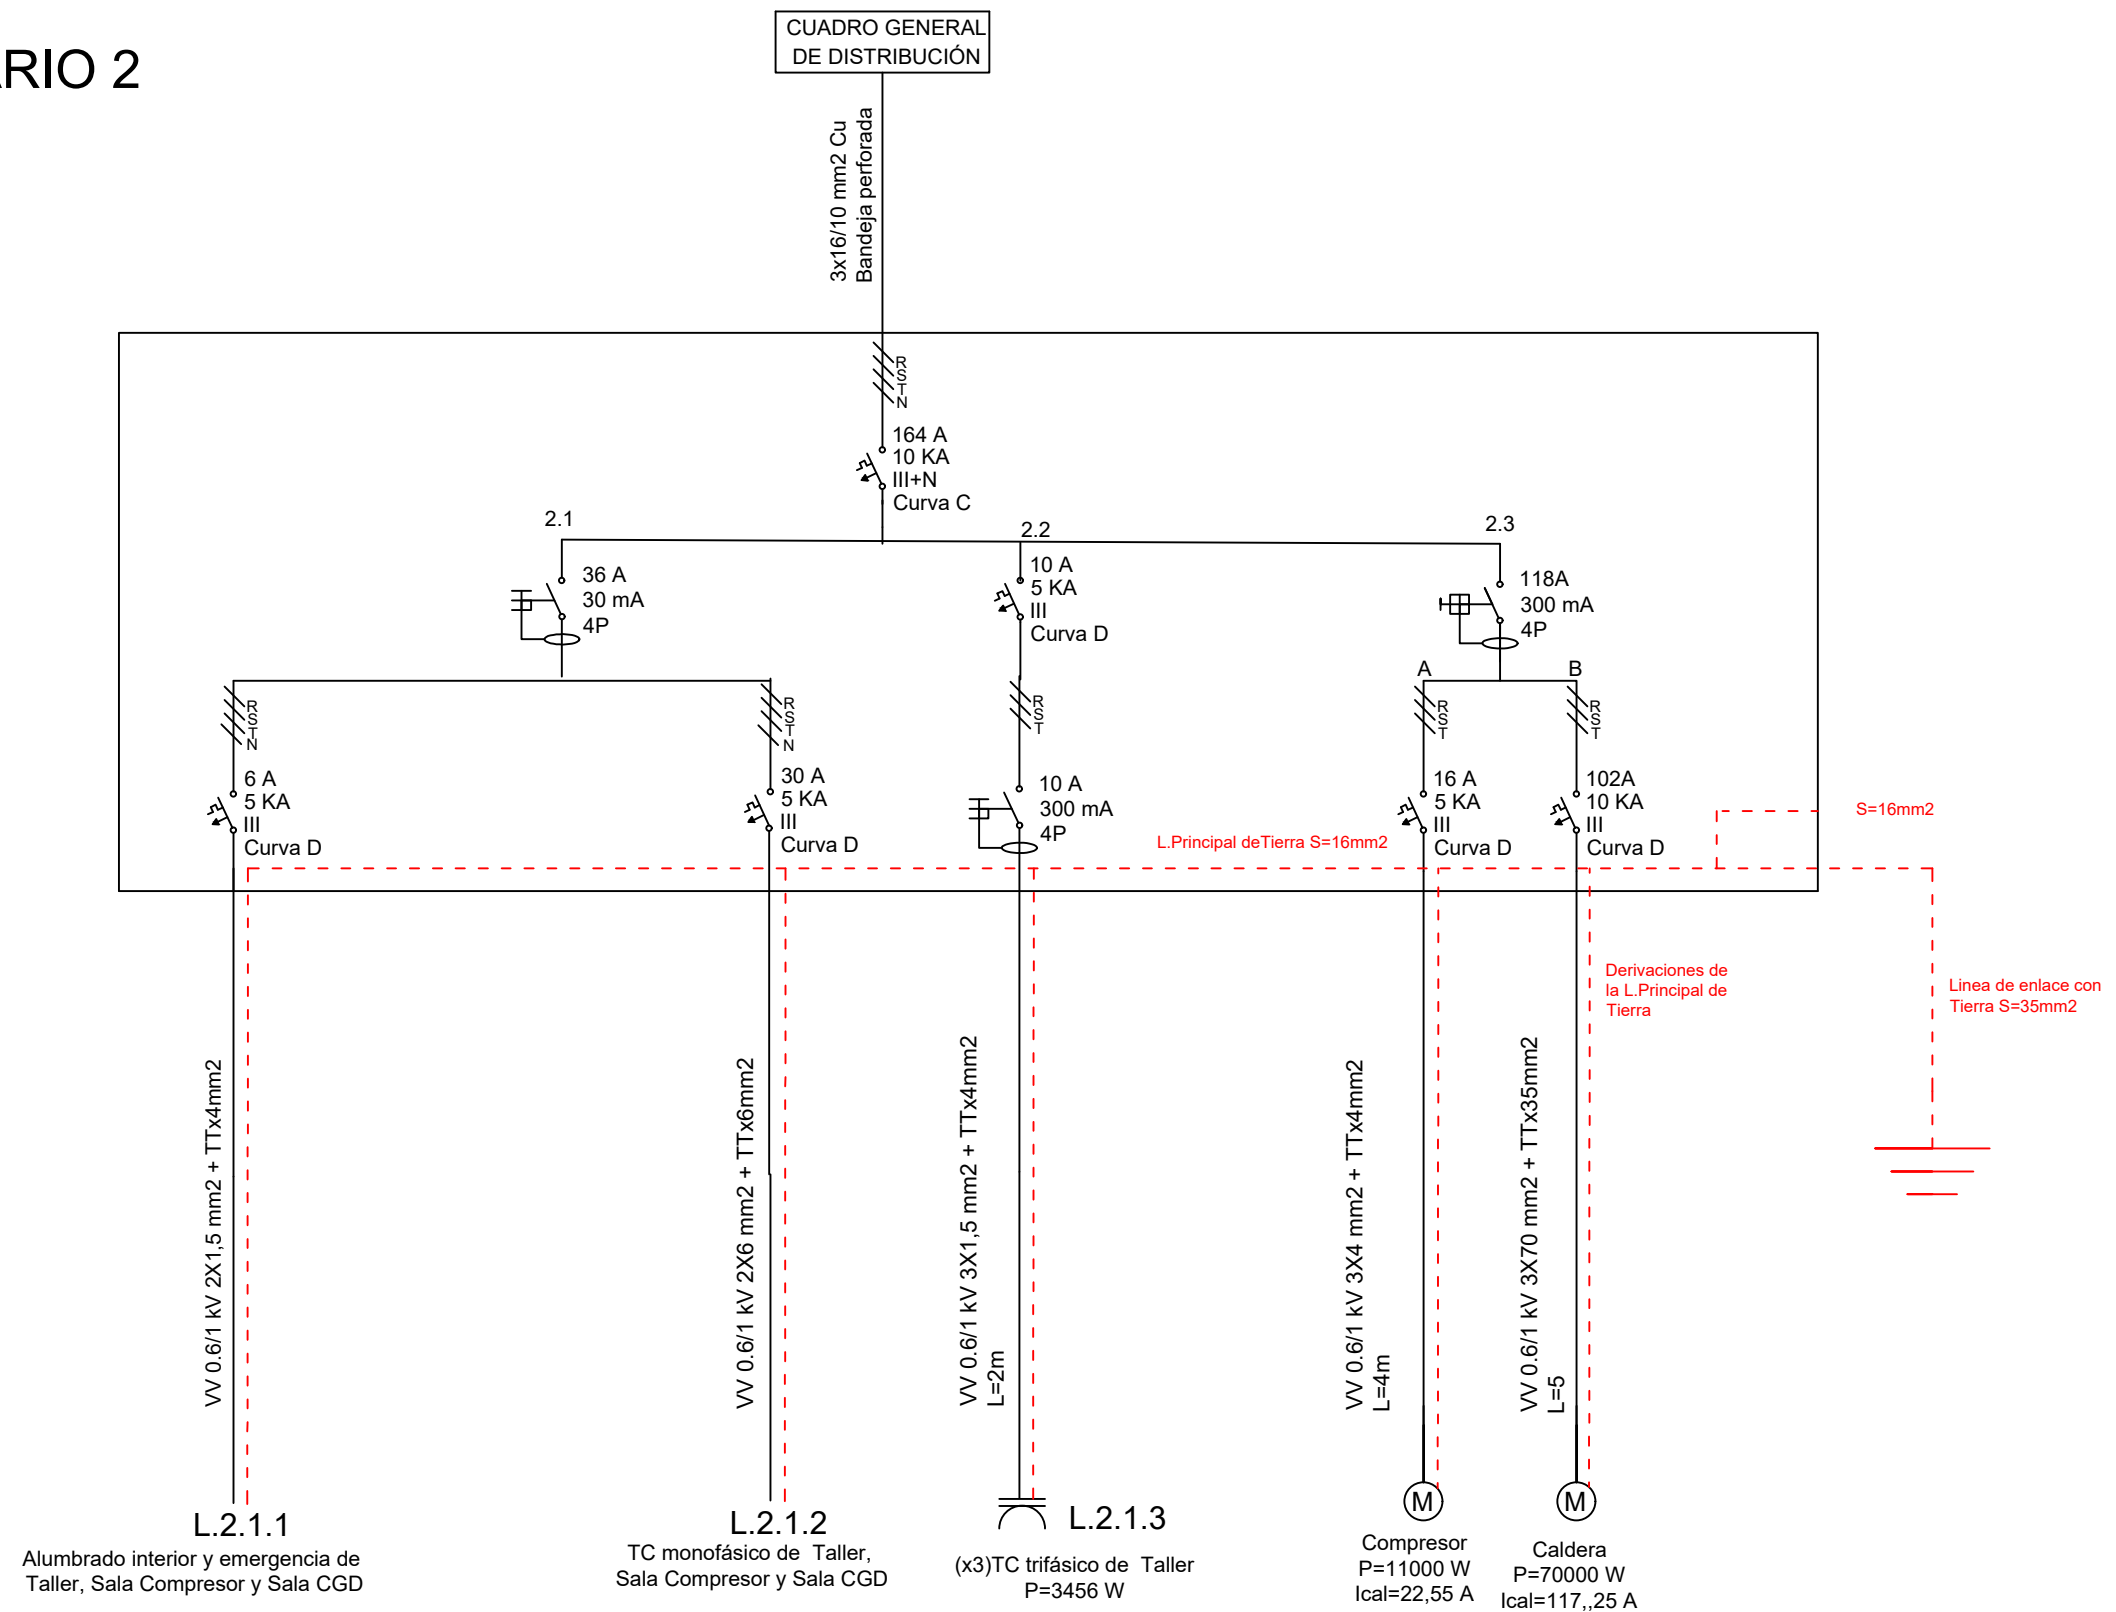 ARIO 2
CUADRO GENERAL
DE DISTRIBUCIÓN
3x16/10 mm2 Cu
Bandeja perforada
R
S
T
N
164 A
10 KA
III+N
Curva C
2.1
2.2
2.3
36 A
30 mA
4P
10 A
5 KA
III
Curva D
118A
300 mA
4P
A
B
R
S
T
N
R
S
T
N
R
S
T
R
S
T
R
S
T
6 A
5 KA
III
Curva D
30 A
5 KA
III
Curva D
10 A
300 mA
4P
16 A
5 KA
III
Curva D
102A
10 KA
III
Curva D
S=16mm2
L.Principal deTierra S=16mm2
Derivaciones de
la L.Principal de
Tierra
Linea de enlace con
Tierra S=35mm2
VV 0.6/1 kV 2X1,5 mm2 + TTx4mm2
VV 0.6/1 kV 2X6 mm2 + TTx6mm2
VV 0.6/1 kV 3X1,5 mm2 + TTx4mm2
L=2m
VV 0.6/1 kV 3X4 mm2 + TTx4mm2
L=4m
VV 0.6/1 kV 3X70 mm2 + TTx35mm2
L=5
L.2.1.1
Alumbrado interior y emergencia de
Taller, Sala Compresor y Sala CGD
L.2.1.2
TC monofásico de Taller,
Sala Compresor y Sala CGD
L.2.1.3
(x3)TC trifásico de Taller
P=3456 W
M
Compresor
P=11000 W
Ical=22,55 A
M
Caldera
P=70000 W
Ical=117,,25 A